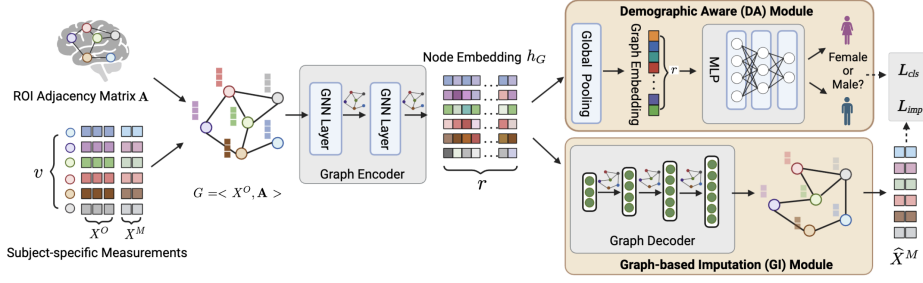 ROI Adjacency Matrix A
v
X^O X^M
Subject-specific Measurements
G =< X^O, A >
GNN Layer
GNN Layer
Graph Encoder
Node Embedding h_G
r
Demographic Aware (DA) Module
Global Pooling
Graph Embedding
r
MLP
Female
or
Male?
L_cls
L_imp
Graph Decoder
Graph-based Imputation (GI) Module
\widehat{X}^M